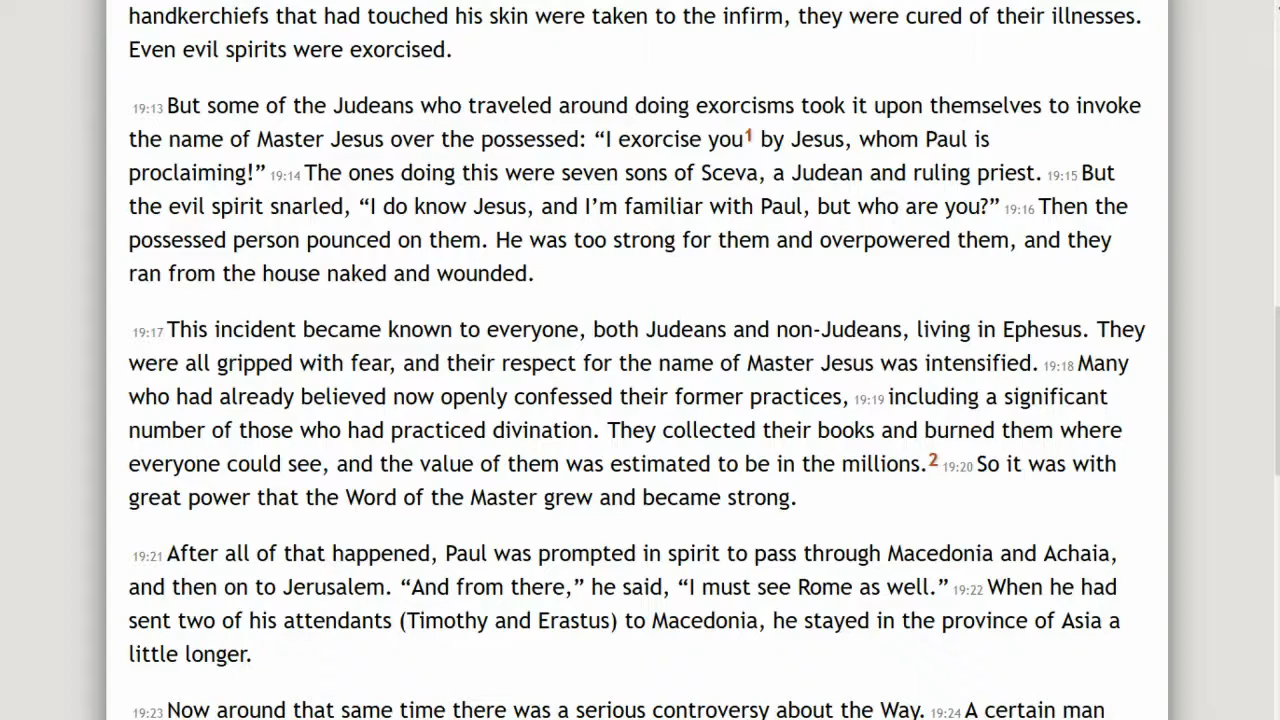 handkerchiefs that had touched his skin were taken to the infirm, they were cured of their illnesses.
Even evil spirits were exorcised.
19:13 But some of the Judeans who traveled around doing exorcisms took it upon themselves to invoke
the name of Master Jesus over the possessed: “I exorcise you1 by Jesus, whom Paul is
proclaiming!” 19:14 The ones doing this were seven sons of Sceva, a Judean and ruling priest. 19:15 But
the evil spirit snarled, “I do know Jesus, and I’m familiar with Paul, but who are you?” 19:16 Then the
possessed person pounced on them. He was too strong for them and overpowered them, and they
ran from the house naked and wounded.
19:17 This incident became known to everyone, both Judeans and non-Judeans, living in Ephesus. They
were all gripped with fear, and their respect for the name of Master Jesus was intensified. 19:18 Many
who had already believed now openly confessed their former practices, 19:19 including a significant
number of those who had practiced divination. They collected their books and burned them where
everyone could see, and the value of them was estimated to be in the millions.2 19:20 So it was with
great power that the Word of the Master grew and became strong.
19:21 After all of that happened, Paul was prompted in spirit to pass through Macedonia and Achaia,
and then on to Jerusalem. “And from there,” he said, “I must see Rome as well.” 19:22 When he had
sent two of his attendants (Timothy and Erastus) to Macedonia, he stayed in the province of Asia a
little longer.
19:23 Now around that same time there was a serious controversy about the Way. 19:24 A certain man